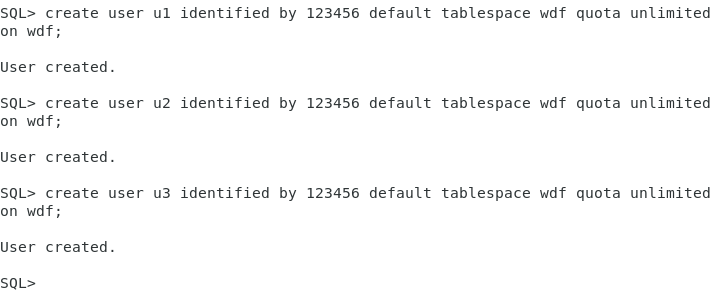 SQL> create user u1 identified by 123456 default tablespace wdf quota unlimited
on wdf;
User created.
SQL> create user u2 identified by 123456 default tablespace wdf quota unlimited
on wdf;
User created.
SQL> create user u3 identified by 123456 default tablespace wdf quota unlimited
on wdf;
User created.
SQL>